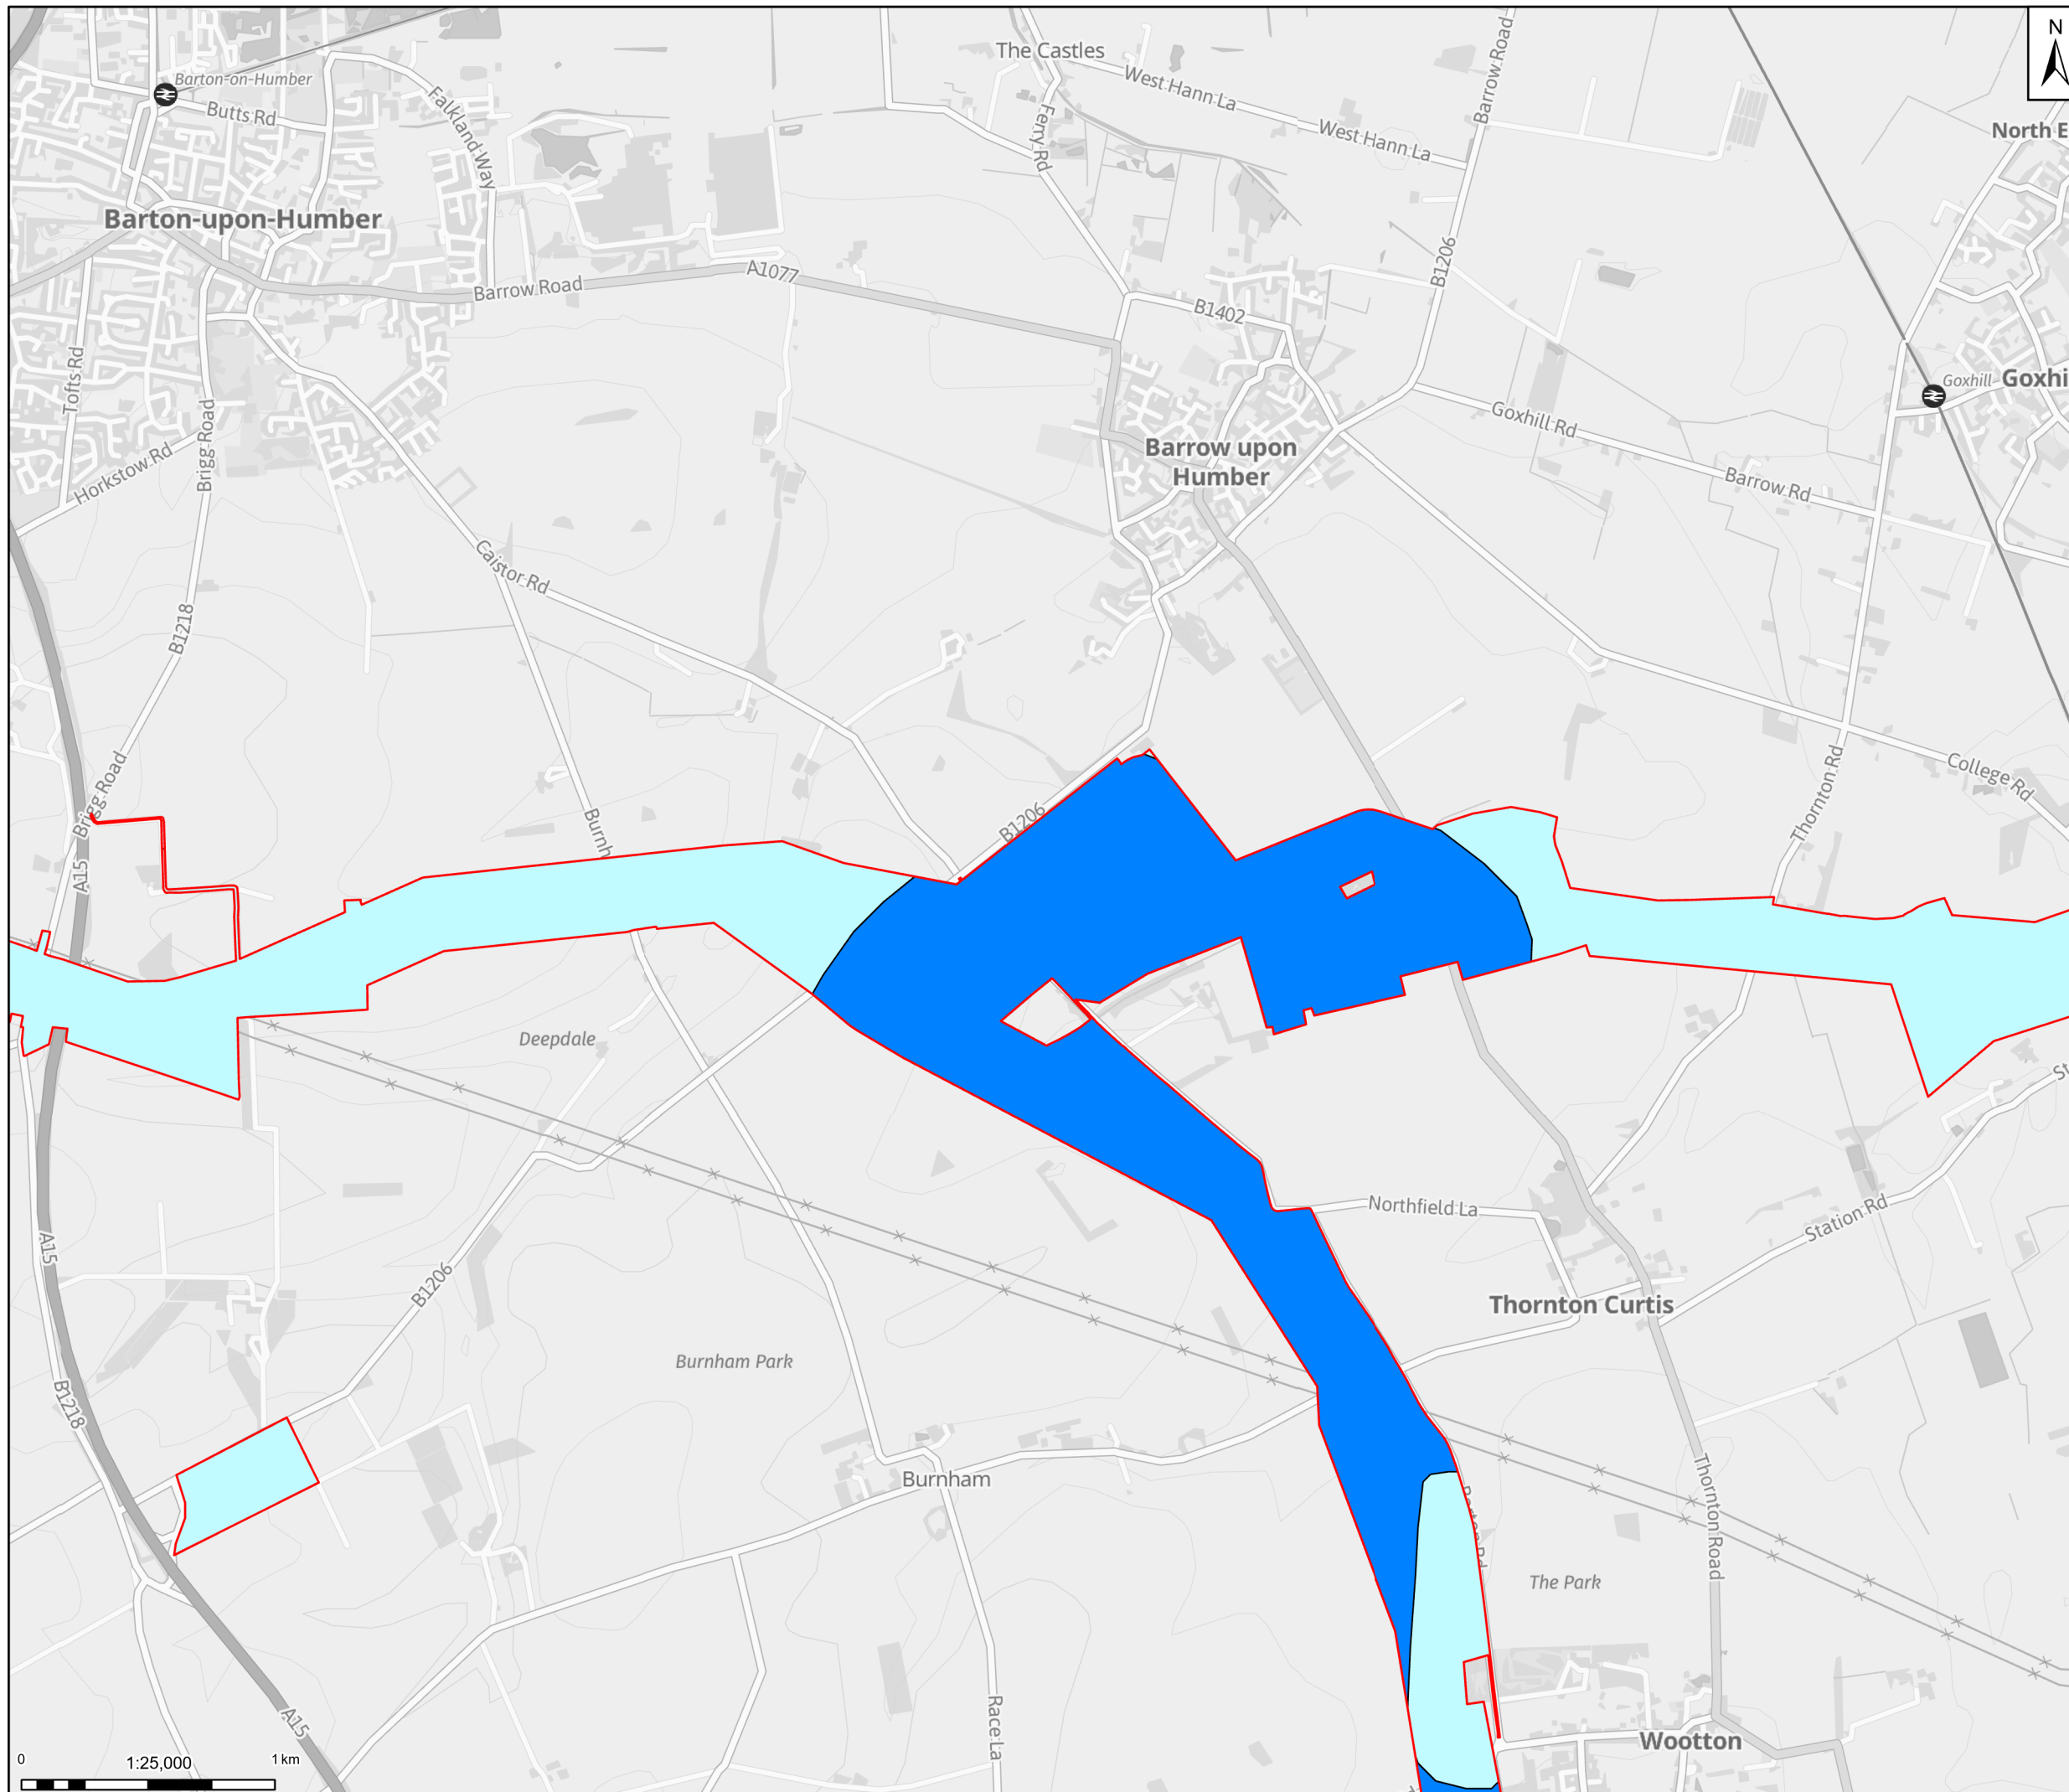 N
The Castles
West Hann La
West Hann La
Barrow Road
Barton-on-Humber
Butts Rd
Falkland Way
Ferry Rd
North E
Barton-upon-Humber
Barrow Road
A1077
B1402
B1206
Tofts Rd
Brigg Road
Horkstow Rd
Goxhill
Goxhi
Goxhill Rd
Barrow upon
Humber
Barrow Rd
Caistor Rd
B1218
Brigg Road
A15
Burnh
B1206
Thornton Rd
College Rd
Deepdale
St
Northfield La
Station Rd
A15
B1206
Thornton Curtis
Burnham Park
B1218
Burnham
Thornton Road
The Park
Race La
A15
Wootton
0
1:25,000
1 km